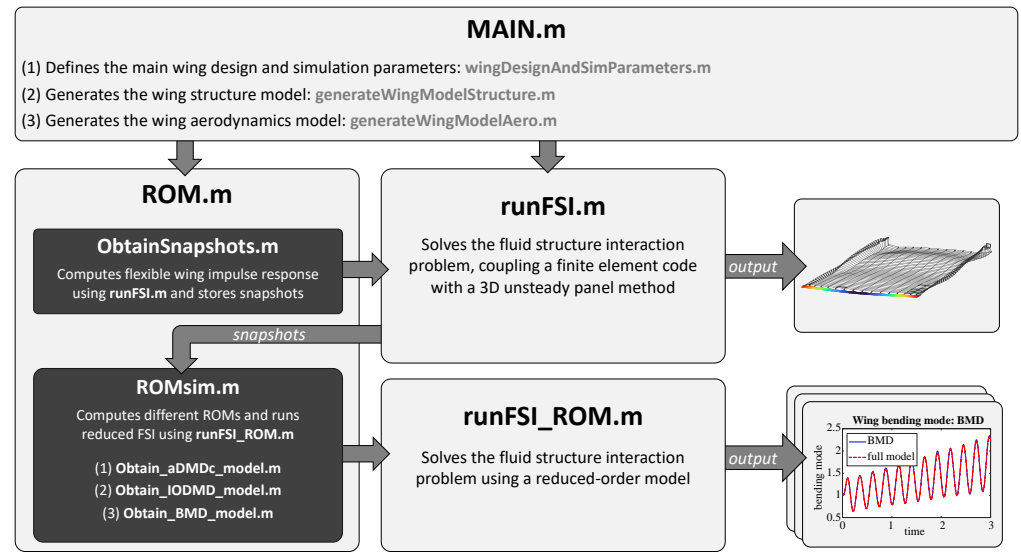 MAIN.m
(1) Defines the main wing design and simulation parameters: wingDesignAndSimParameters.m
(2) Generates the wing structure model: generateWingModelStructure.m
(3) Generates the wing aerodynamics model: generateWingModelAero.m
ROM.m
ObtainSnapshots.m
Computes flexible wing impulse response
using runFSI.m and stores snapshots
runFSI.m
Solves the fluid structure interaction
problem, coupling a finite element code
with a 3D unsteady panel method
output
snapshots
ROMsim.m
Computes different ROMs and runs
reduced FSI using runFSI_ROM.m
(1) Obtain_aDMDc_model.m
(2) Obtain_IODMD_model.m
(3) Obtain_BMD_model.m
runFSI_ROM.m
Solves the fluid structure interaction
problem using a reduced-order model
output
Wing bending mode: BMD
2.5
2
1.5
1
0.5
bending mode
BMD
full model
0
1
2
3
time